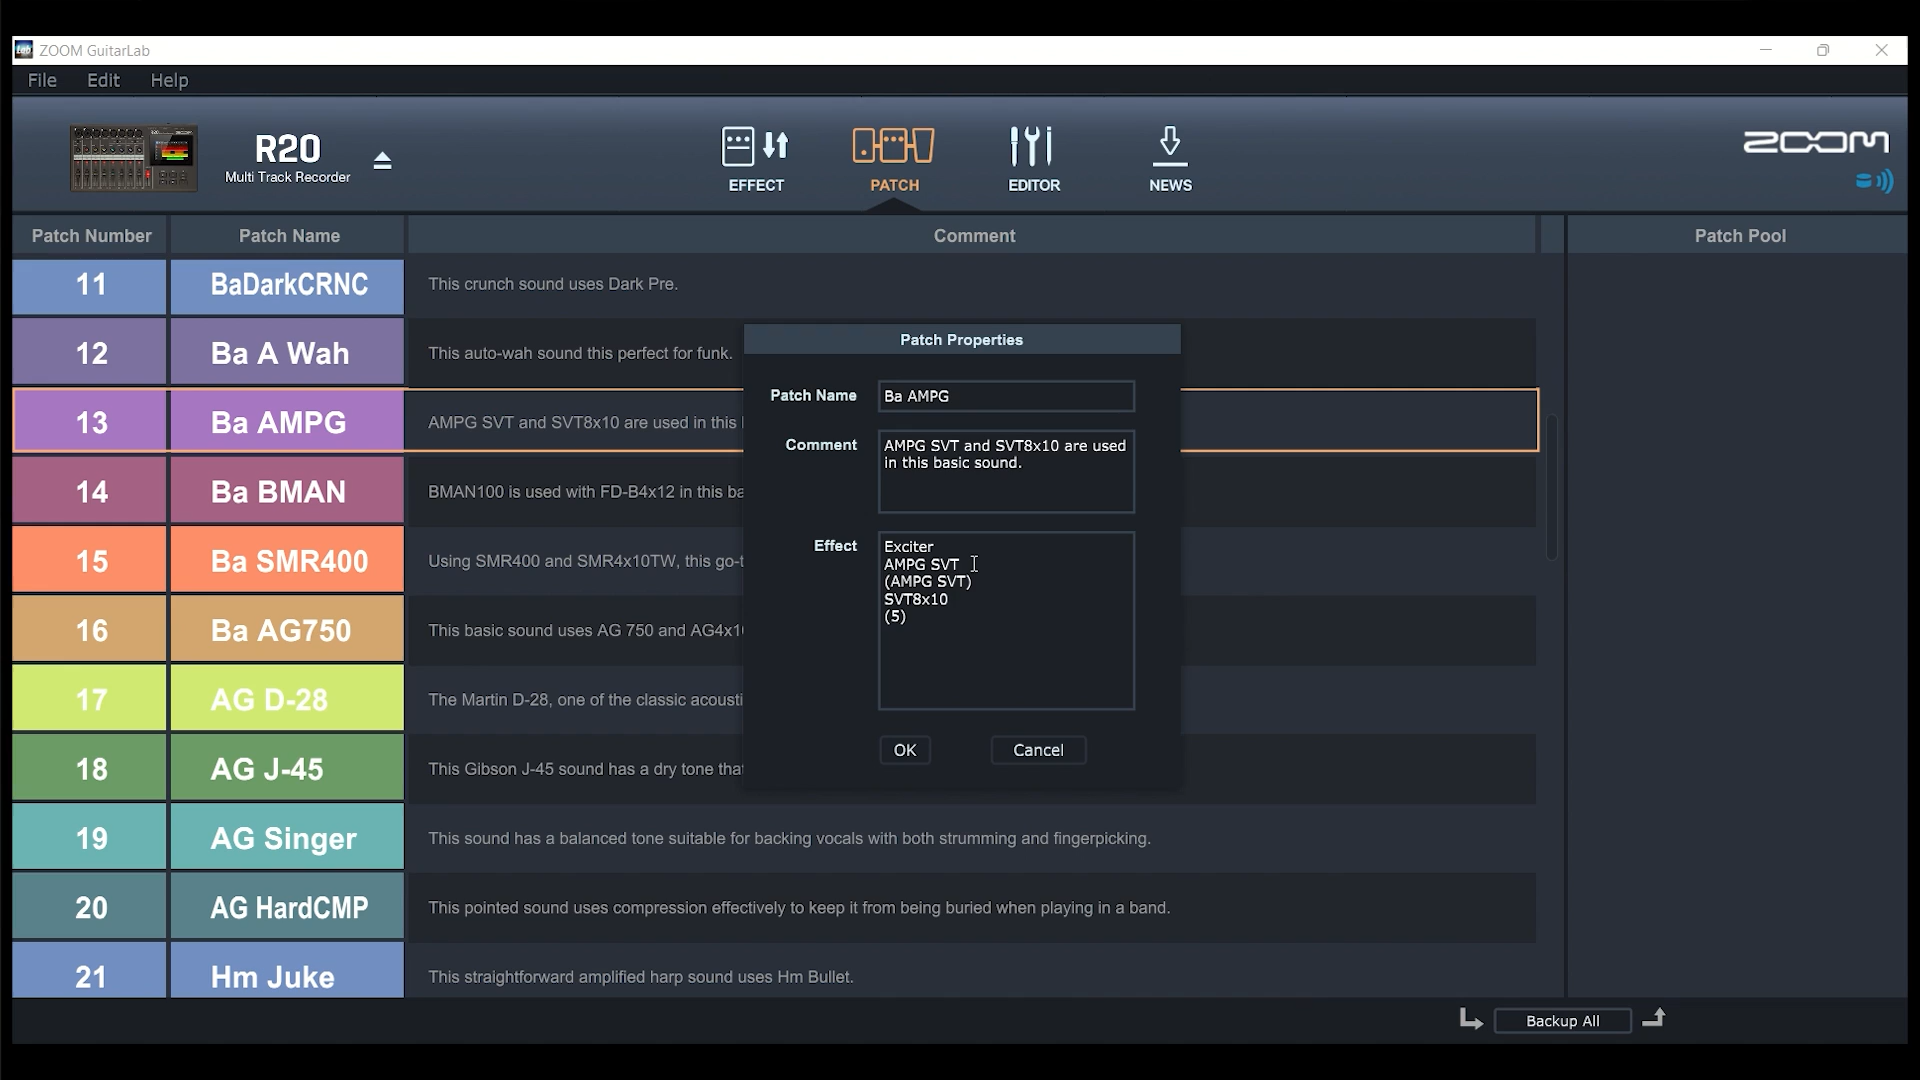 ZOOM GuitarLab
File Edit Help
R20
Multi Track Recorder
EFFECT PATCH EDITOR NEWS
ZOOM
Patch Number Patch Name Comment Patch Pool
11 BaDarkCRNC This crunch sound uses Dark Pre.
12 Ba A Wah This auto-wah sound this perfect for funk.
13 Ba AMPG AMPG SVT and SVT8x10 are used in this
14 Ba BMAN BMAN100 is used with FD-B4x12 in this ba
15 Ba SMR400 Using SMR400 and SMR4x10TW, this go-t
16 Ba AG750 This basic sound uses AG 750 and AG4x1
17 AG D-28 The Martin D-28, one of the classic acousti
18 AG J-45 This Gibson J-45 sound has a dry tone tha
19 AG Singer This sound has a balanced tone suitable for backing vocals with both strumming and fingerpicking.
20 AG HardCMP This pointed sound uses compression effectively to keep it from being buried when playing in a band.
21 Hm Juke This straightforward amplified harp sound uses Hm Bullet.
Patch Properties
Patch Name Ba AMPG
Comment AMPG SVT and SVT8x10 are used
in this basic sound.
Effect Exciter
AMPG SVT
(AMPG SVT)
SVT8x10
(5)
OK Cancel
Backup All